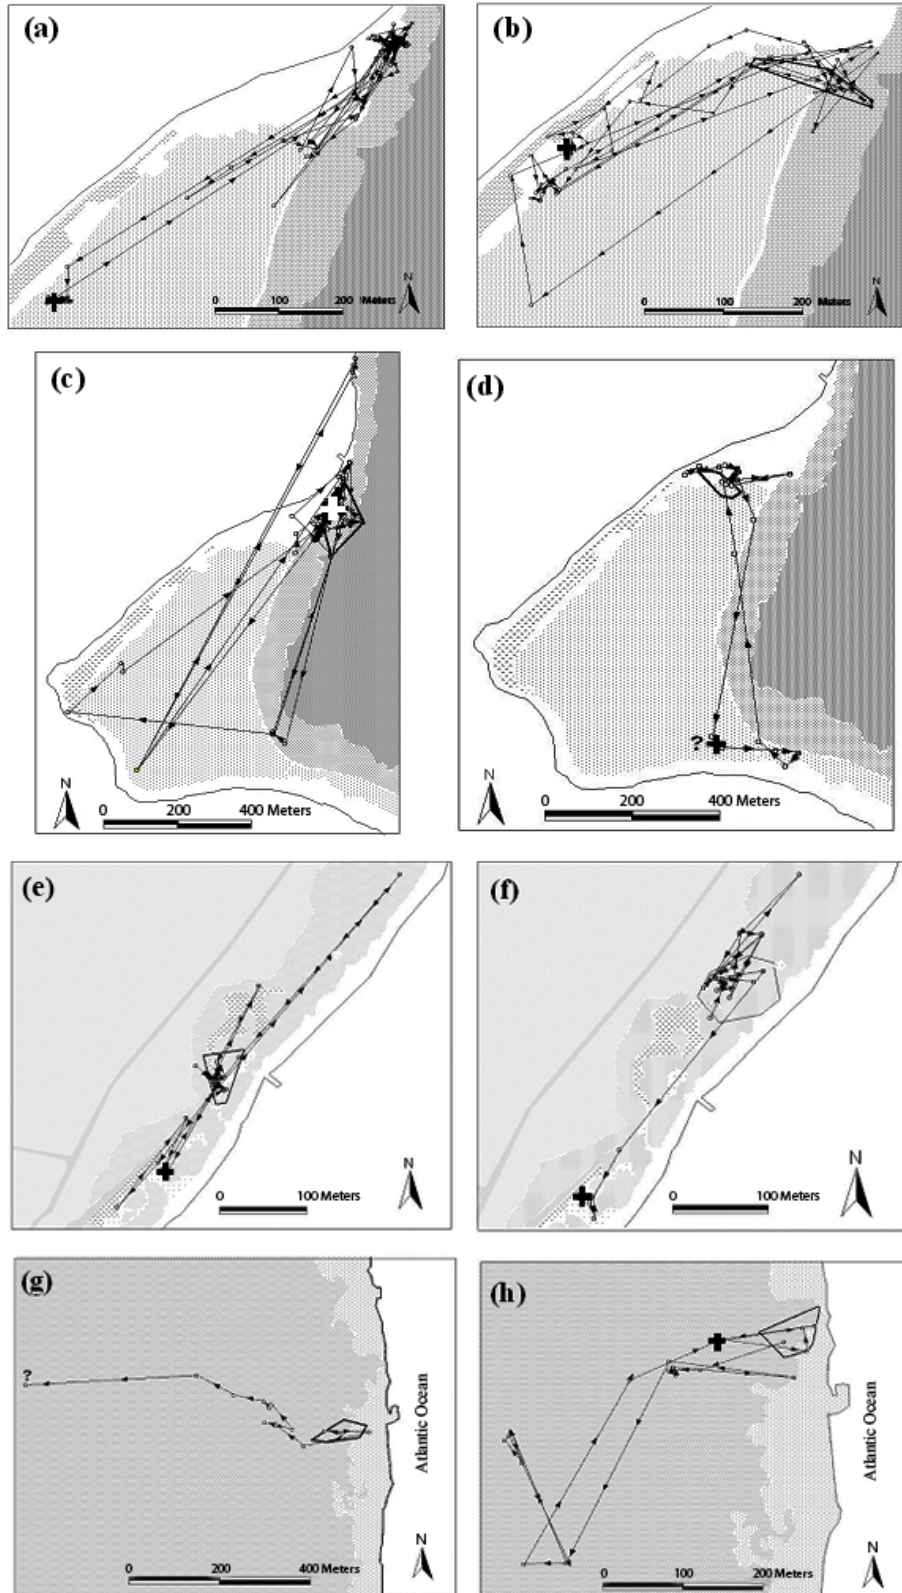 (a)
N
0 100 200 Meters
(b)
N
0 100 200 Meters
(c)
N
0 200 400 Meters
(d)
?
N
0 200 400 Meters
(e)
N
0 100 Meters
(f)
N
0 100 Meters
(g)
?
Atlantic Ocean
N
0 200 400 Meters
(h)
Atlantic Ocean
N
0 100 200 Meters